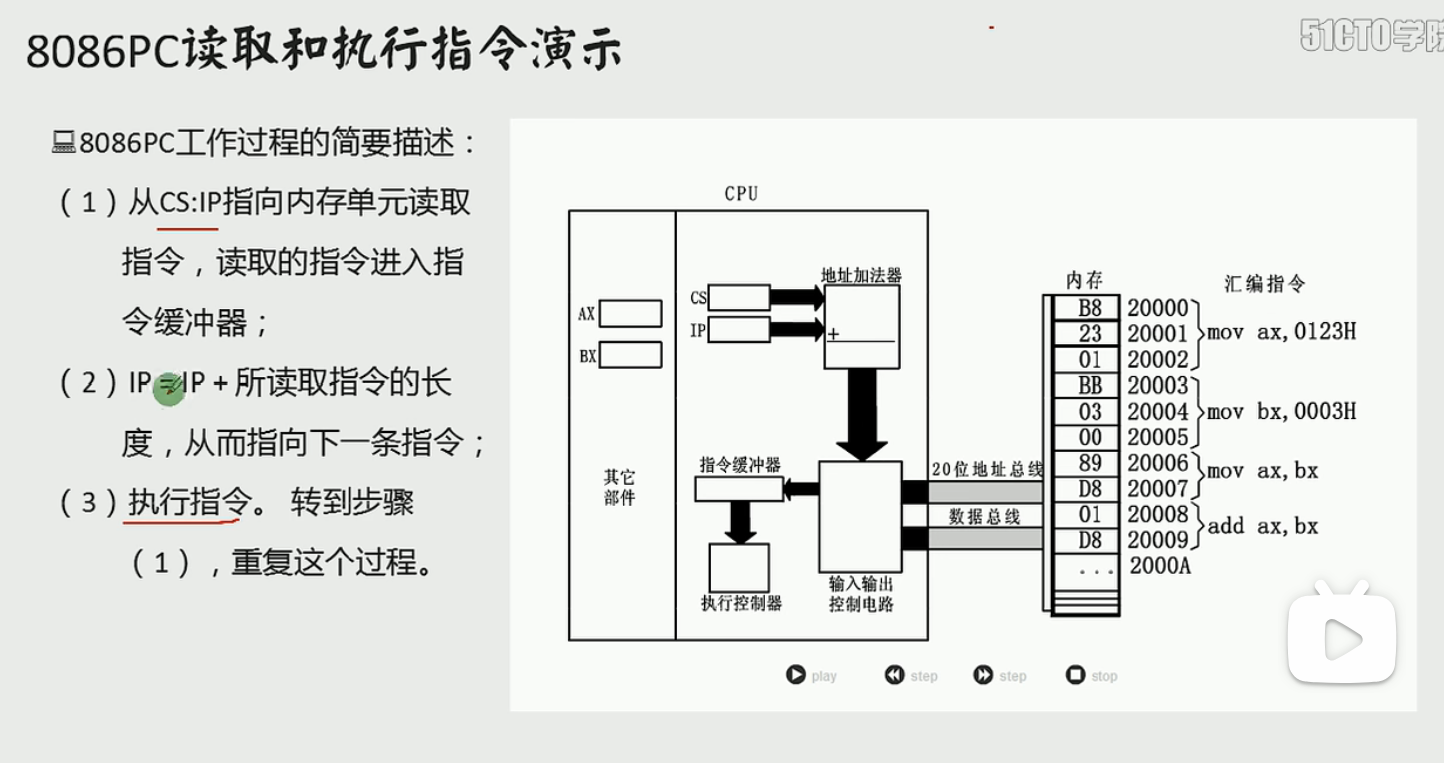 8086PC读取和执行指令演示
51CTO学院
8086PC工作过程的简要描述：
（1）从CS:IP指向内存单元读取
指令，读取的指令进入指
令缓冲器；
（2）IP = IP + 所读取指令的长
度，从而指向下一条指令；
（3）执行指令。 转到步骤
（1），重复这个过程。
CPU
地址加法器
CS
IP
+
AX
BX
其它
部件
指令缓冲器
执行控制器
输入输出
控制电路
20位地址总线
数据总线
内存
汇编指令
B8 20000
23 20001 mov ax,0123H
01 20002
BB 20003
03 20004 mov bx,0003H
00 20005
89 20006 mov ax,bx
D8 20007
01 20008 add ax,bx
D8 20009
... 2000A
play step step stop